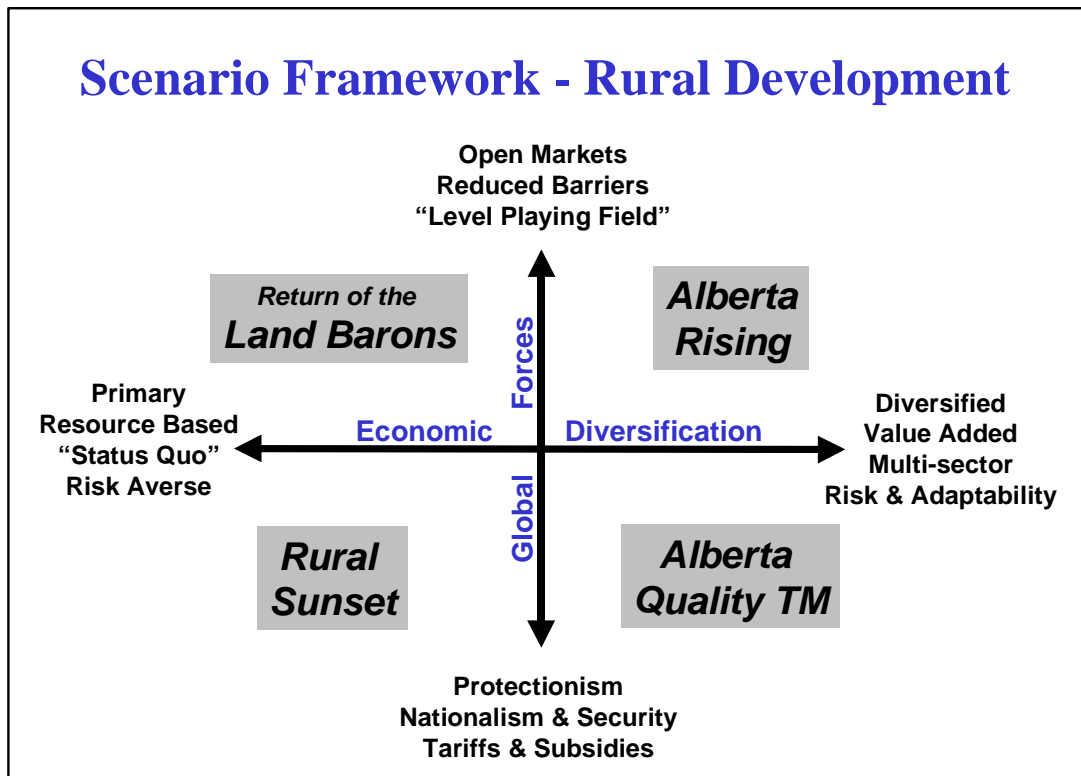 Scenario Framework - Rural Development
Open Markets
Reduced Barriers
“Level Playing Field”
Return of the
Land Barons
Alberta
Rising
Primary
Resource Based
“Status Quo”
Risk Averse
Economic Diversification
Global Forces
Diversified
Value Added
Multi-sector
Risk & Adaptability
Rural
Sunset
Alberta
Quality TM
Protectionism
Nationalism & Security
Tariffs & Subsidies